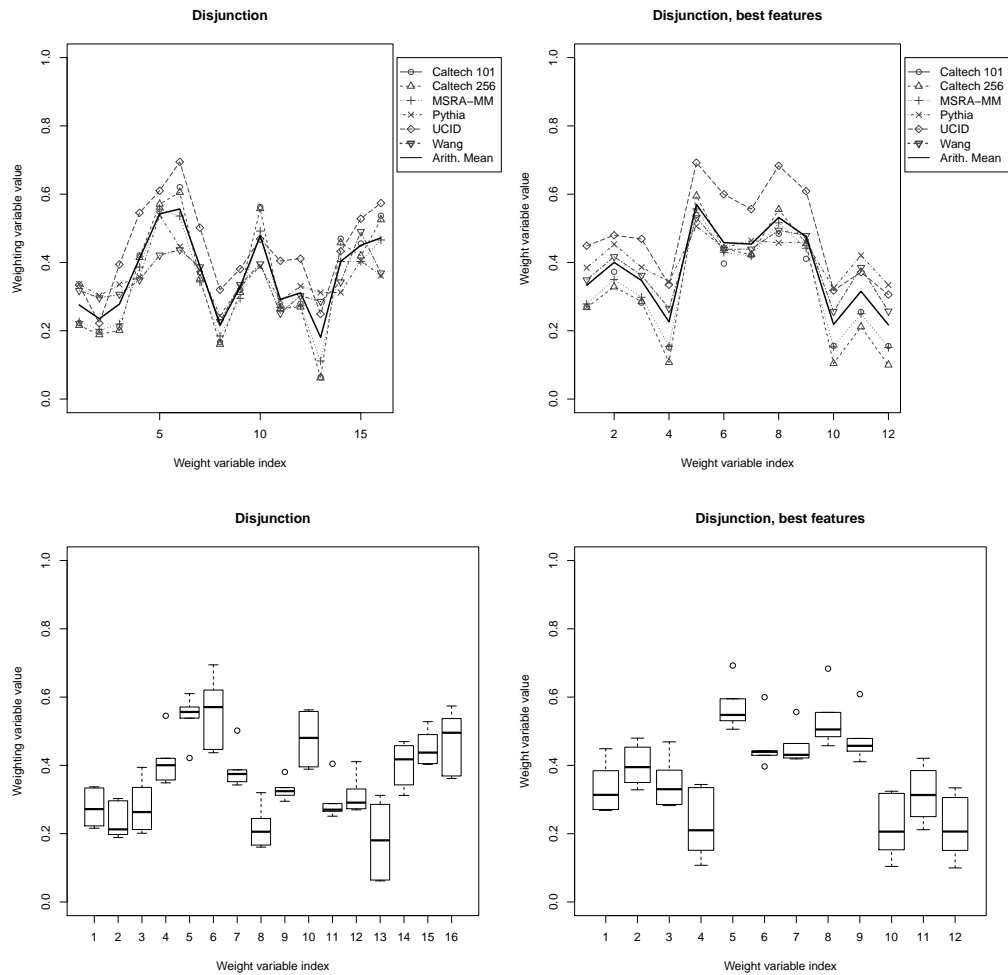 Disjunction
Weighting variable value
1.0
0.8
0.6
0.4
0.2
0.0
5
10
15
Weight variable index
Caltech 101
Caltech 256
MSRA−MM
Pythia
UCID
Wang
Arith. Mean
Disjunction, best features
Weight variable value
1.0
0.8
0.6
0.4
0.2
0.0
2
4
6
8
10
12
Weight variable index
Caltech 101
Caltech 256
MSRA−MM
Pythia
UCID
Wang
Arith. Mean
Disjunction
Weighting variable value
1.0
0.8
0.6
0.4
0.2
0.0
1 2 3 4 5 6 7 8 9 10 11 12 13 14 15 16
Weight variable index
Disjunction, best features
Weight variable value
1.0
0.8
0.6
0.4
0.2
0.0
1 2 3 4 5 6 7 8 9 10 11 12
Weight variable index